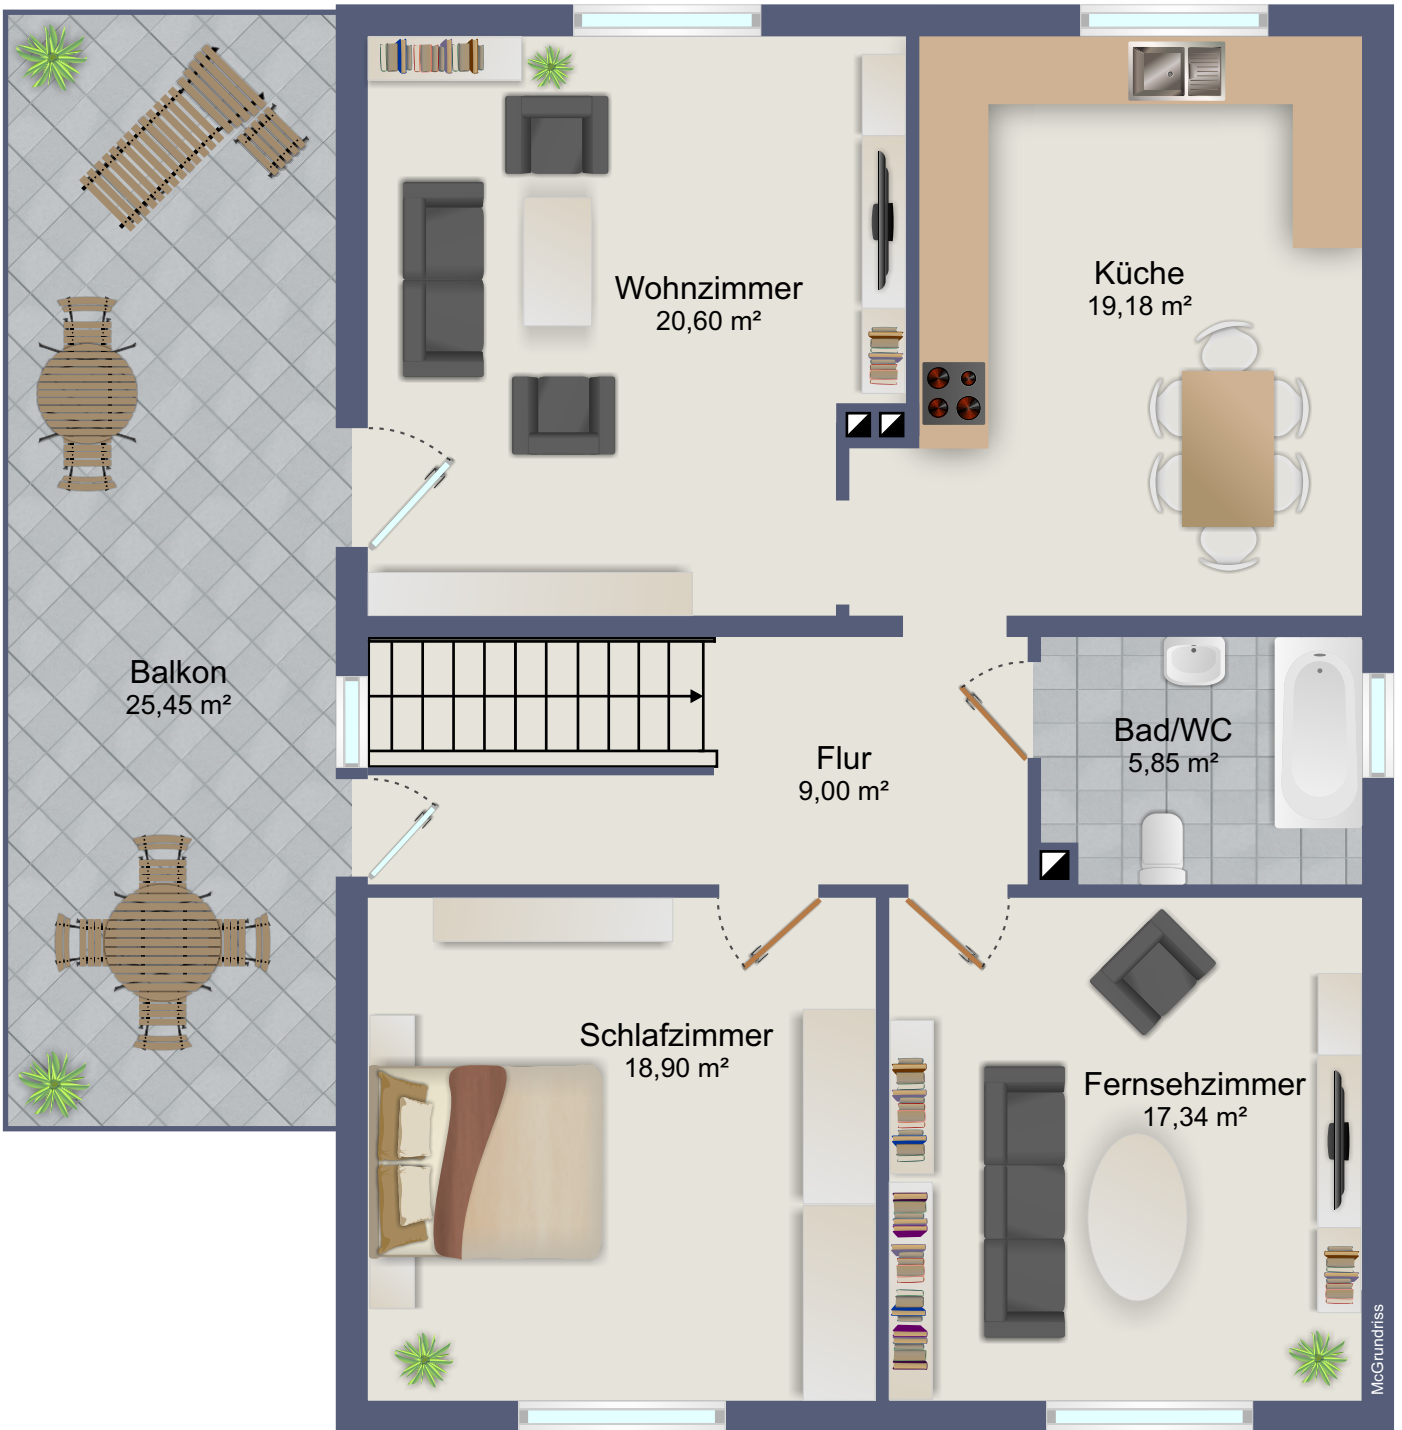 Wohnzimmer
20,60 m²
Küche
19,18 m²
Balkon
25,45 m²
Flur
9,00 m²
Bad/WC
5,85 m²
Schlafzimmer
18,90 m²
Fernsehzimmer
17,34 m²
McGrundriss